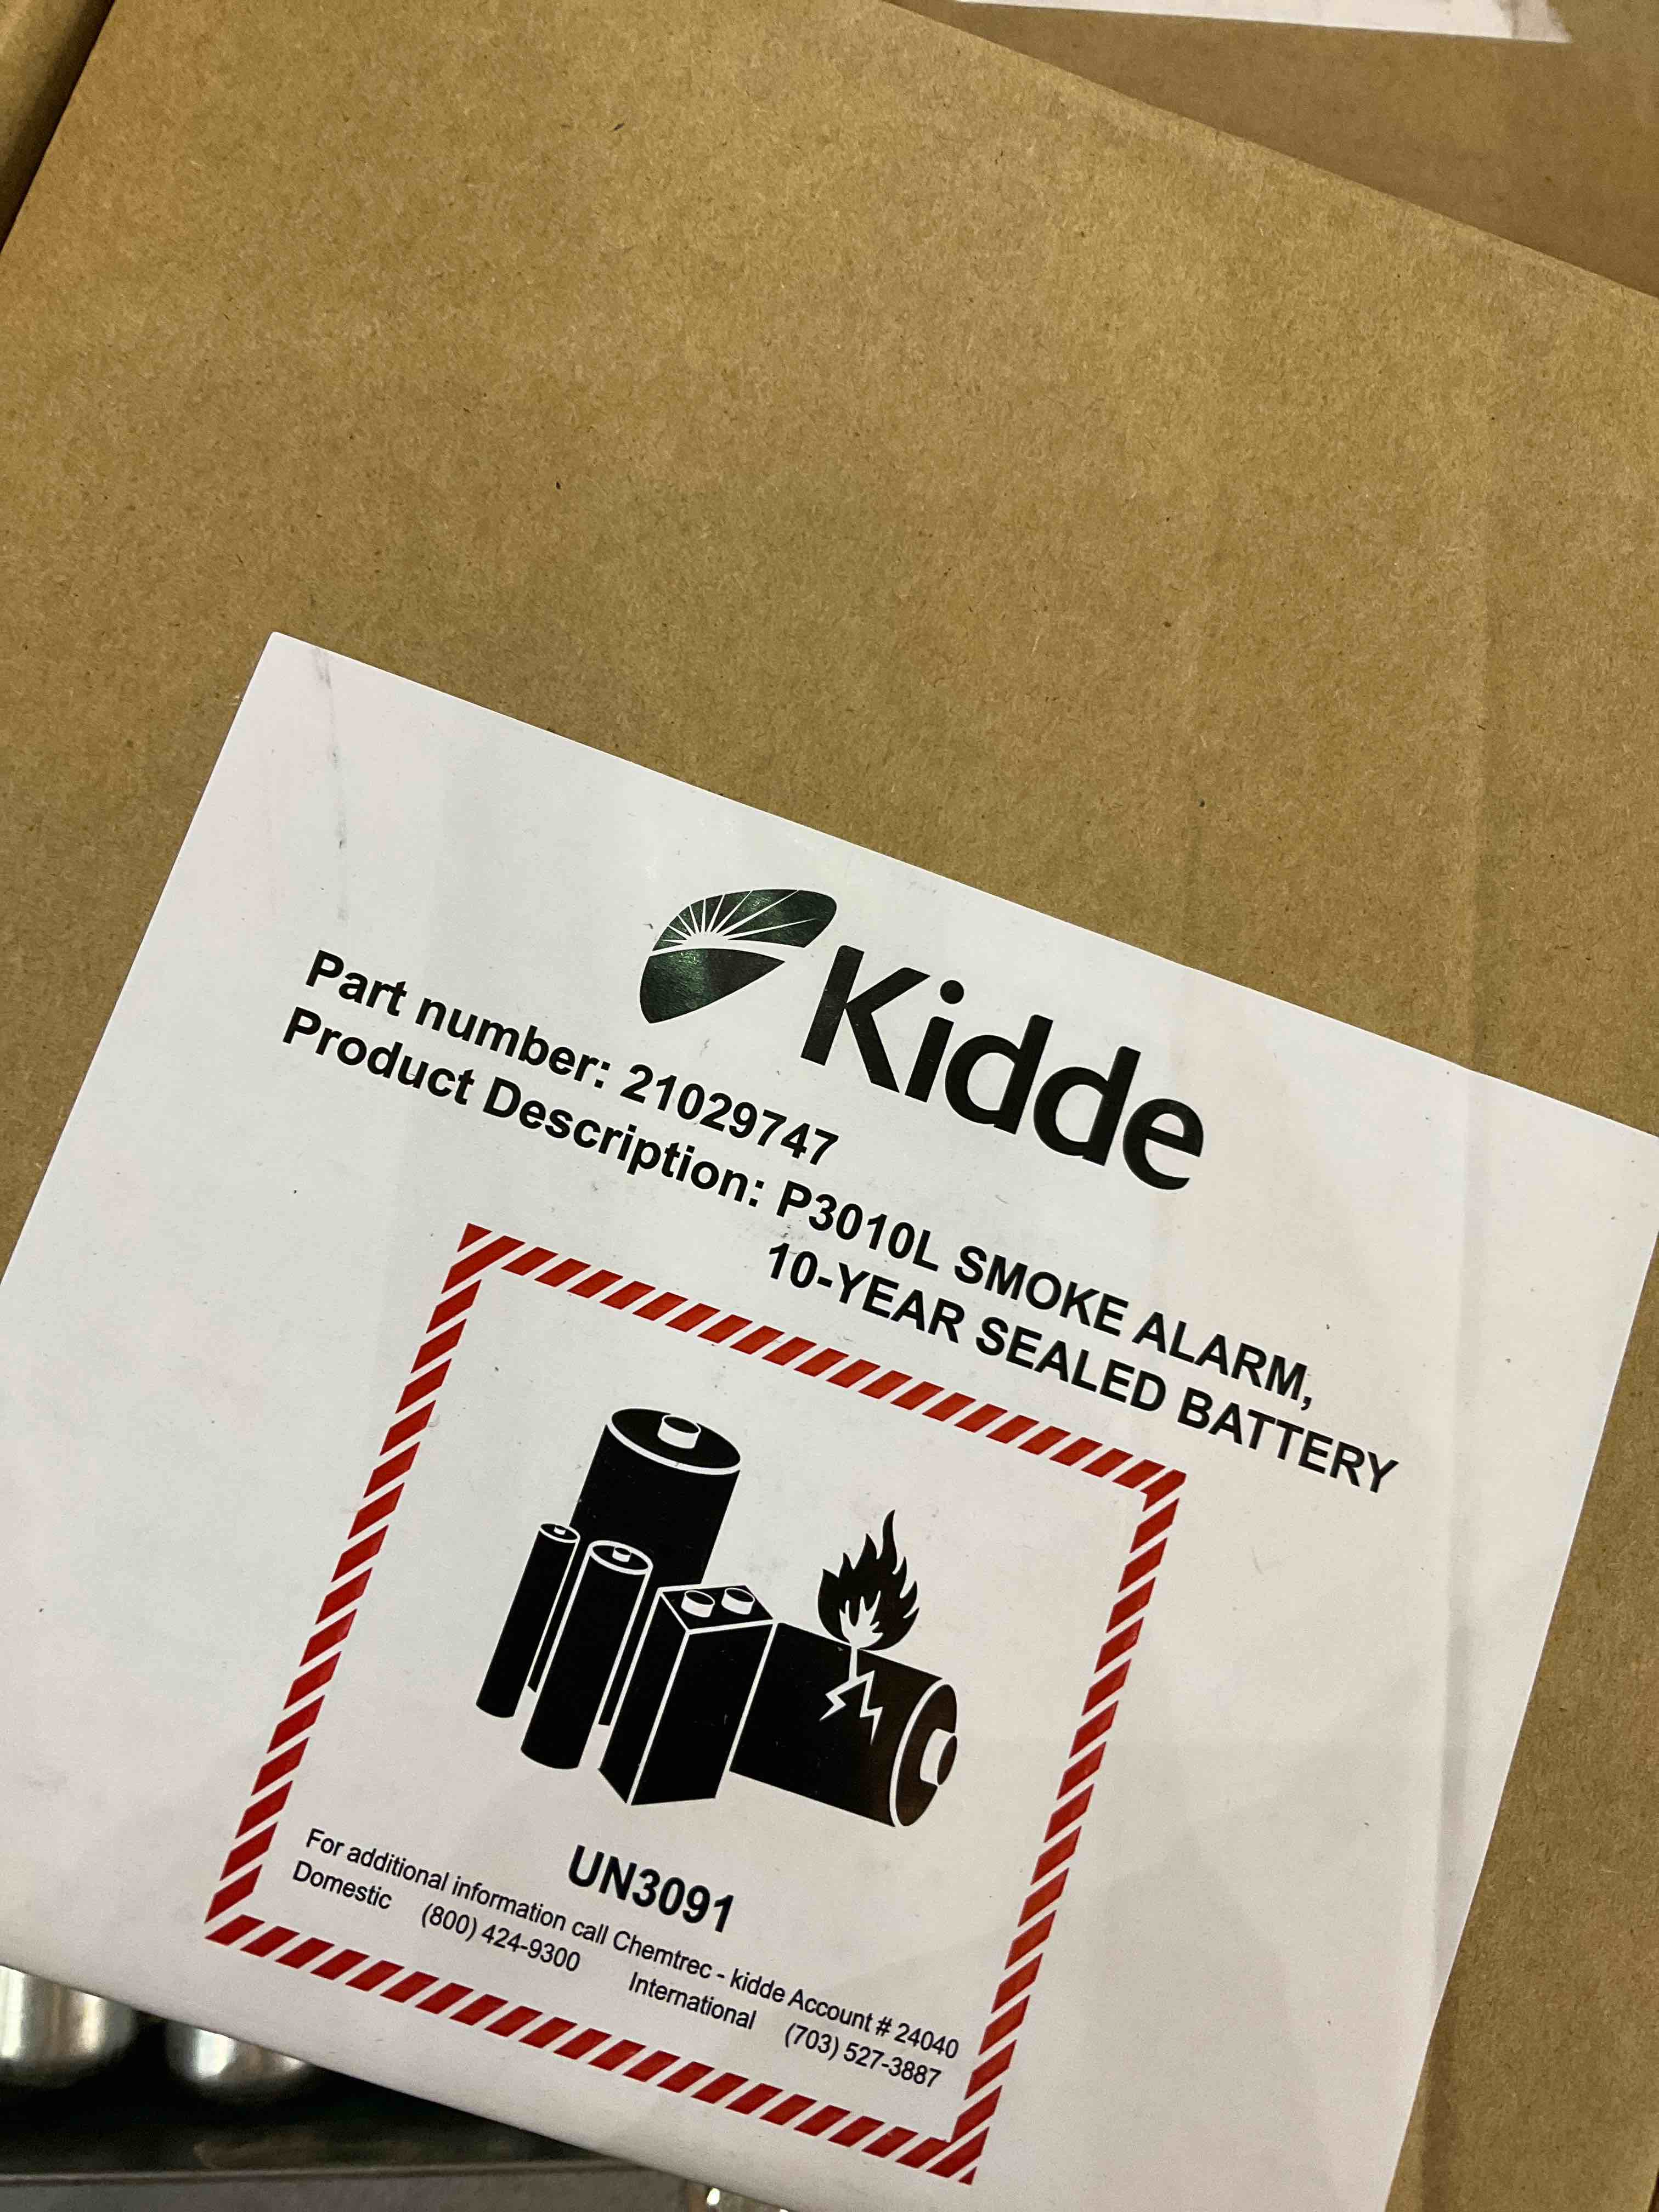 Kidde
Part number: 21029747
Product Description: P3010L SMOKE ALARM,
10-YEAR SEALED BATTERY
UN3091
For additional information call Chemtrec - kidde Account # 24040
Domestic (800) 424-9300 International (703) 527-3887